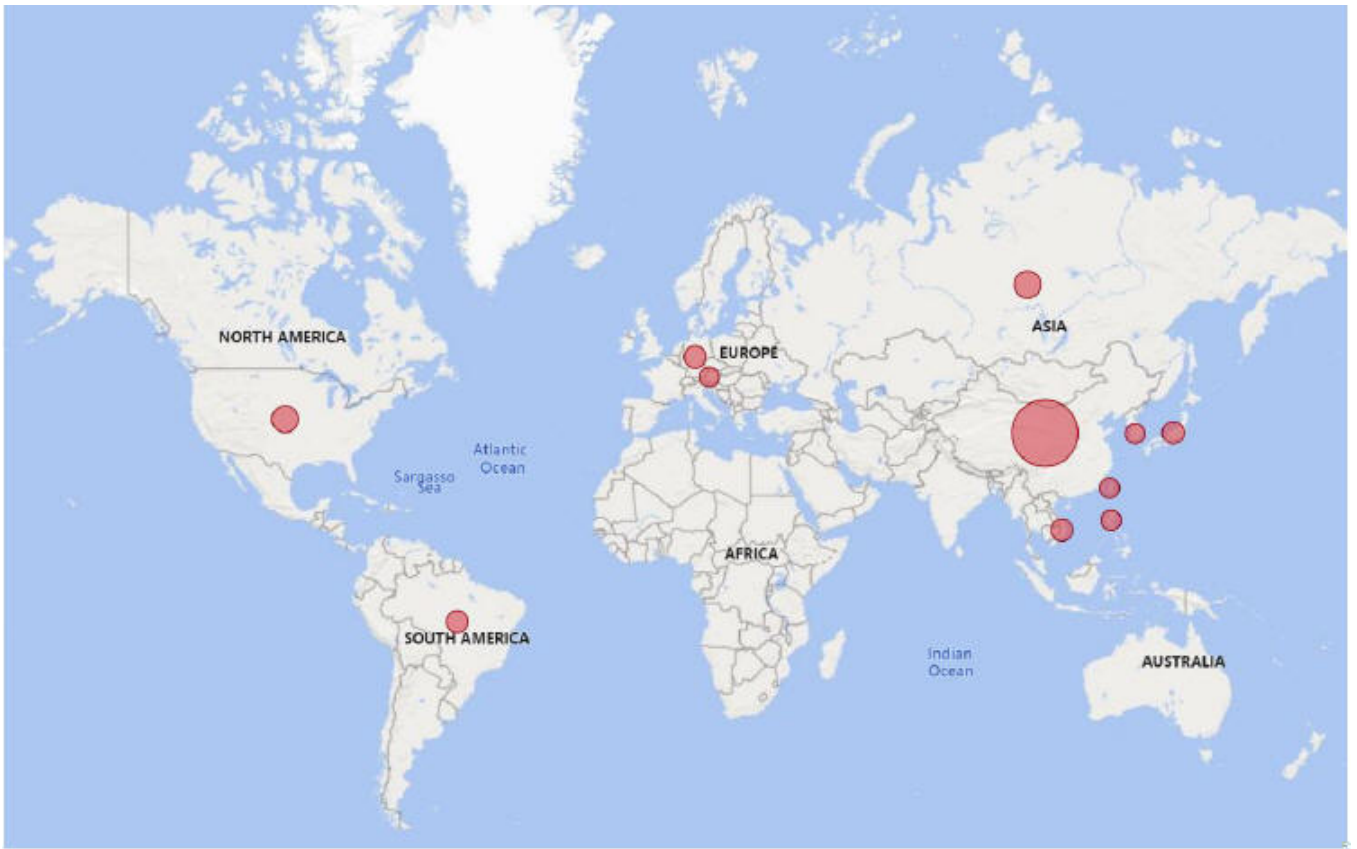 NORTH AMERICA
ASIA
EUROPE
Atlantic
Ocean
Sargasso
Sea
AFRICA
SOUTH AMERICA
Indian
Ocean
AUSTRALIA